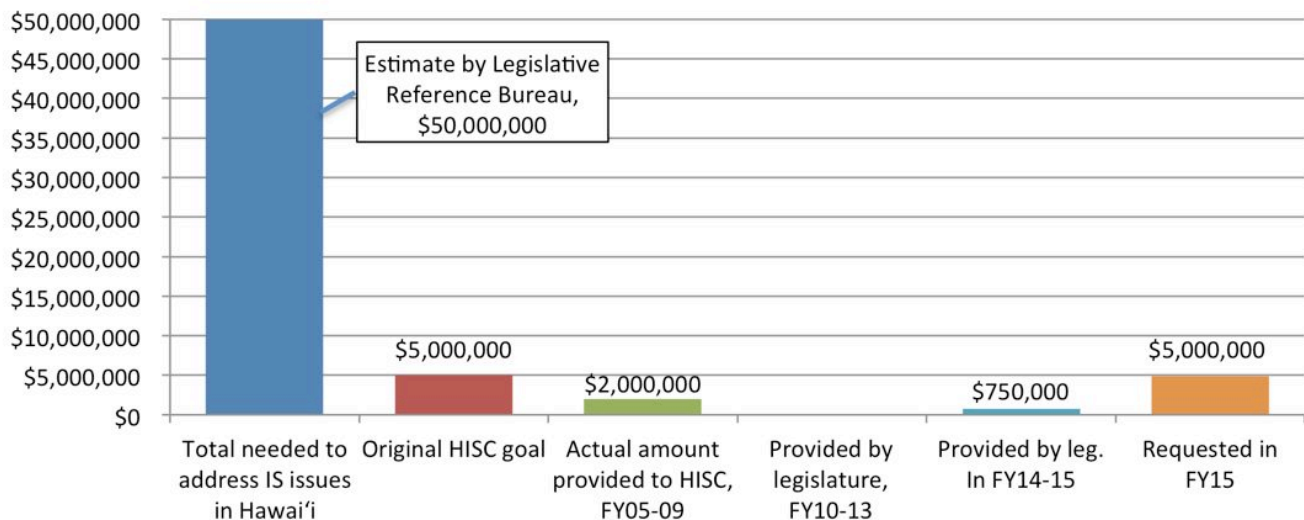 $50,000,000
$45,000,000
$40,000,000
$35,000,000
$30,000,000
$25,000,000
$20,000,000
$15,000,000
$10,000,000
$5,000,000
$0
Estimate by Legislative
Reference Bureau,
$50,000,000
$5,000,000
$2,000,000
$750,000
$5,000,000
Total needed to
address IS issues
in Hawai‘i
Original HISC goal
Actual amount
provided to HISC,
FY05-09
Provided by
legislature,
FY10-13
Provided by leg.
In FY14-15
Requested in
FY15